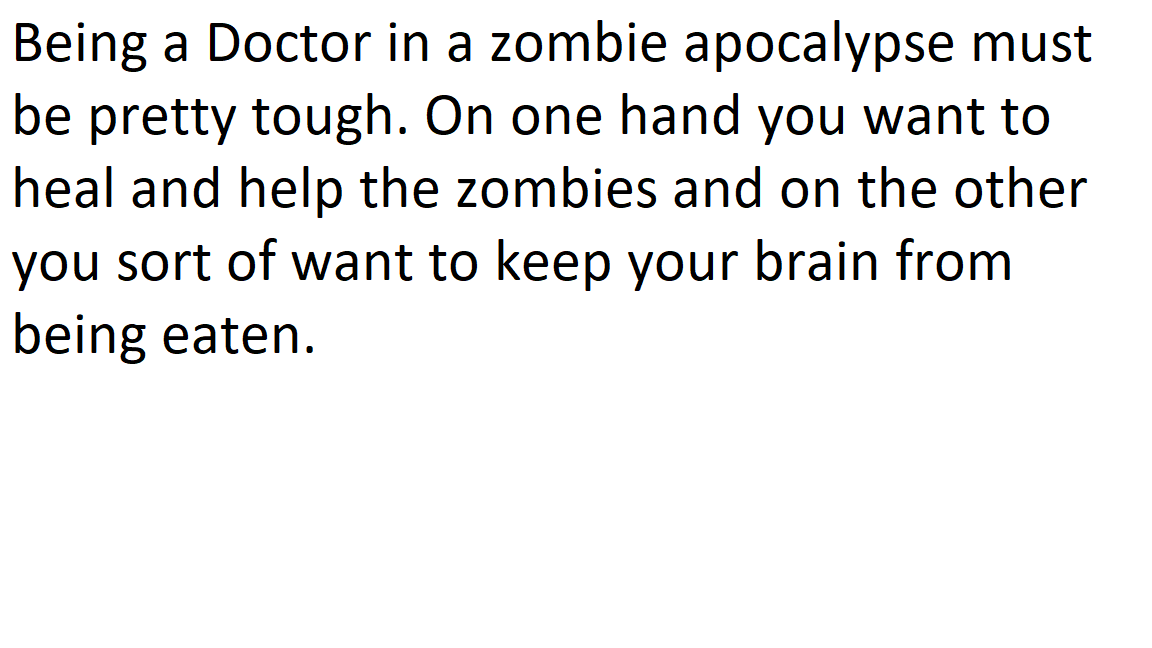 Being a Doctor in a zombie apocalypse must
be pretty tough. On one hand you want to
heal and help the zombies and on the other
you sort of want to keep your brain from
being eaten.